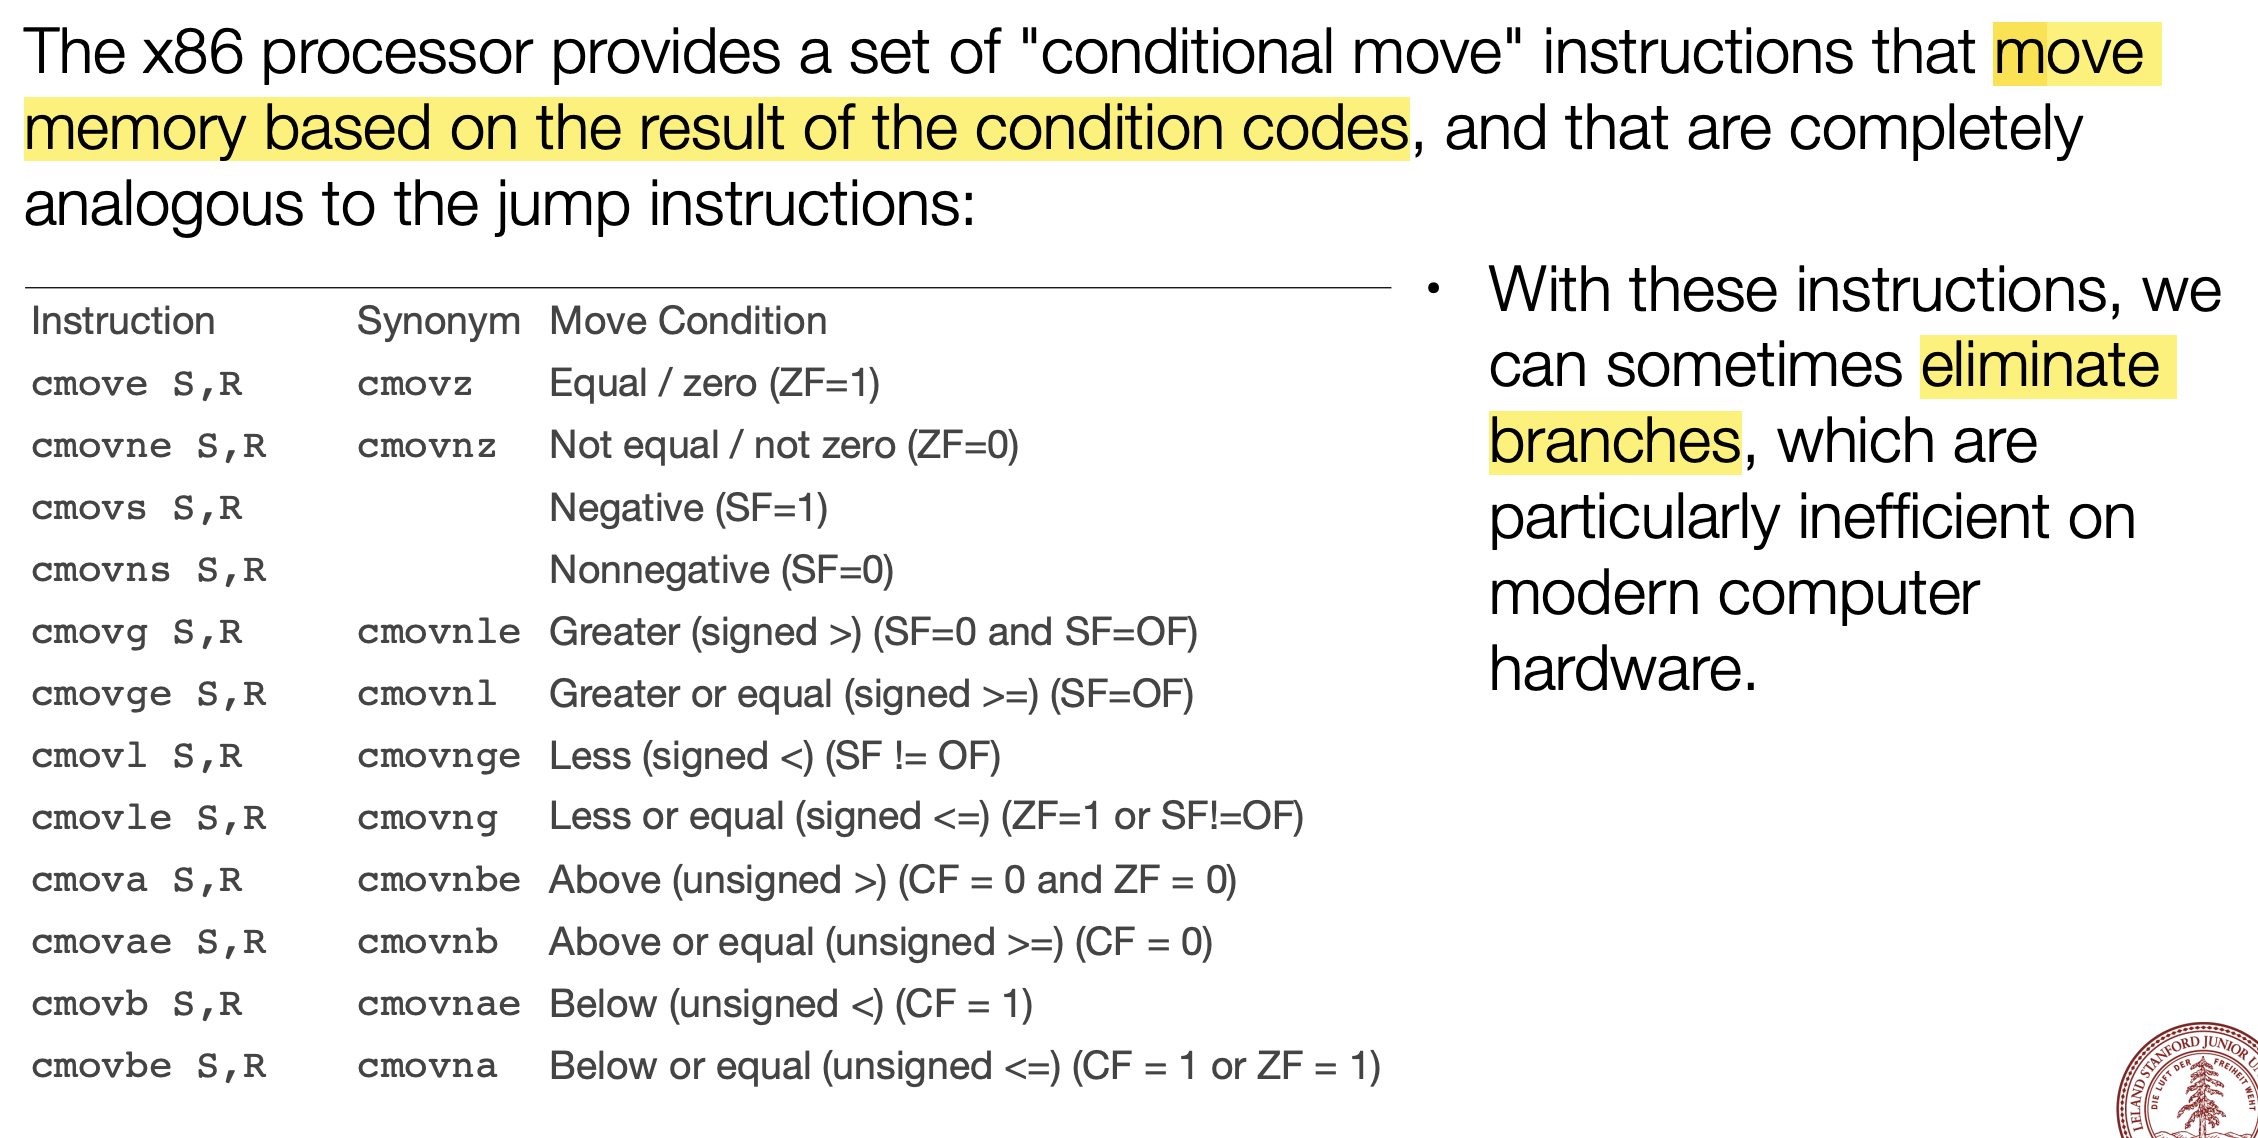 The x86 processor provides a set of "conditional move" instructions that move
memory based on the result of the condition codes, and that are completely
analogous to the jump instructions:
Instruction Synonym Move Condition
cmove S,R cmovz Equal / zero (ZF=1)
cmovne S,R cmovnz Not equal / not zero (ZF=0)
cmovs S,R Negative (SF=1)
cmovns S,R Nonnegative (SF=0)
cmovg S,R cmovnle Greater (signed >) (SF=0 and SF=OF)
cmovge S,R cmovnl Greater or equal (signed >=) (SF=OF)
cmovl S,R cmovnge Less (signed <) (SF != OF)
cmovle S,R cmovng Less or equal (signed <=) (ZF=1 or SF!=OF)
cmova S,R cmovnbe Above (unsigned >) (CF = 0 and ZF = 0)
cmovae S,R cmovnb Above or equal (unsigned >=) (CF = 0)
cmovb S,R cmovnae Below (unsigned <) (CF = 1)
cmovbe S,R cmovna Below or equal (unsigned <=) (CF = 1 or ZF = 1)
• With these instructions, we
can sometimes eliminate
branches, which are
particularly inefficient on
modern computer
hardware.
LELAND STANFORD JUNIOR
DIE LUFT DER FREIHEIT WEHT